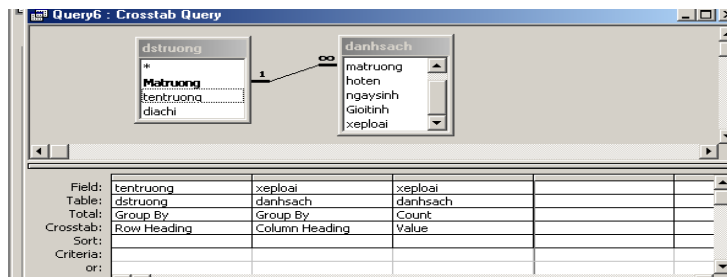 Query6 : Crosstab Query
dstruong
*
Matruong
tentruong
diachi
1
∞
danhsach
matruong
hoten
ngaysinh
Gioitinh
xeploai
Field: tentruong xeploai xeploai
Table: dstruong danhsach danhsach
Total: Group By Group By Count
Crosstab: Row Heading Column Heading Value
Sort:
Criteria:
or: